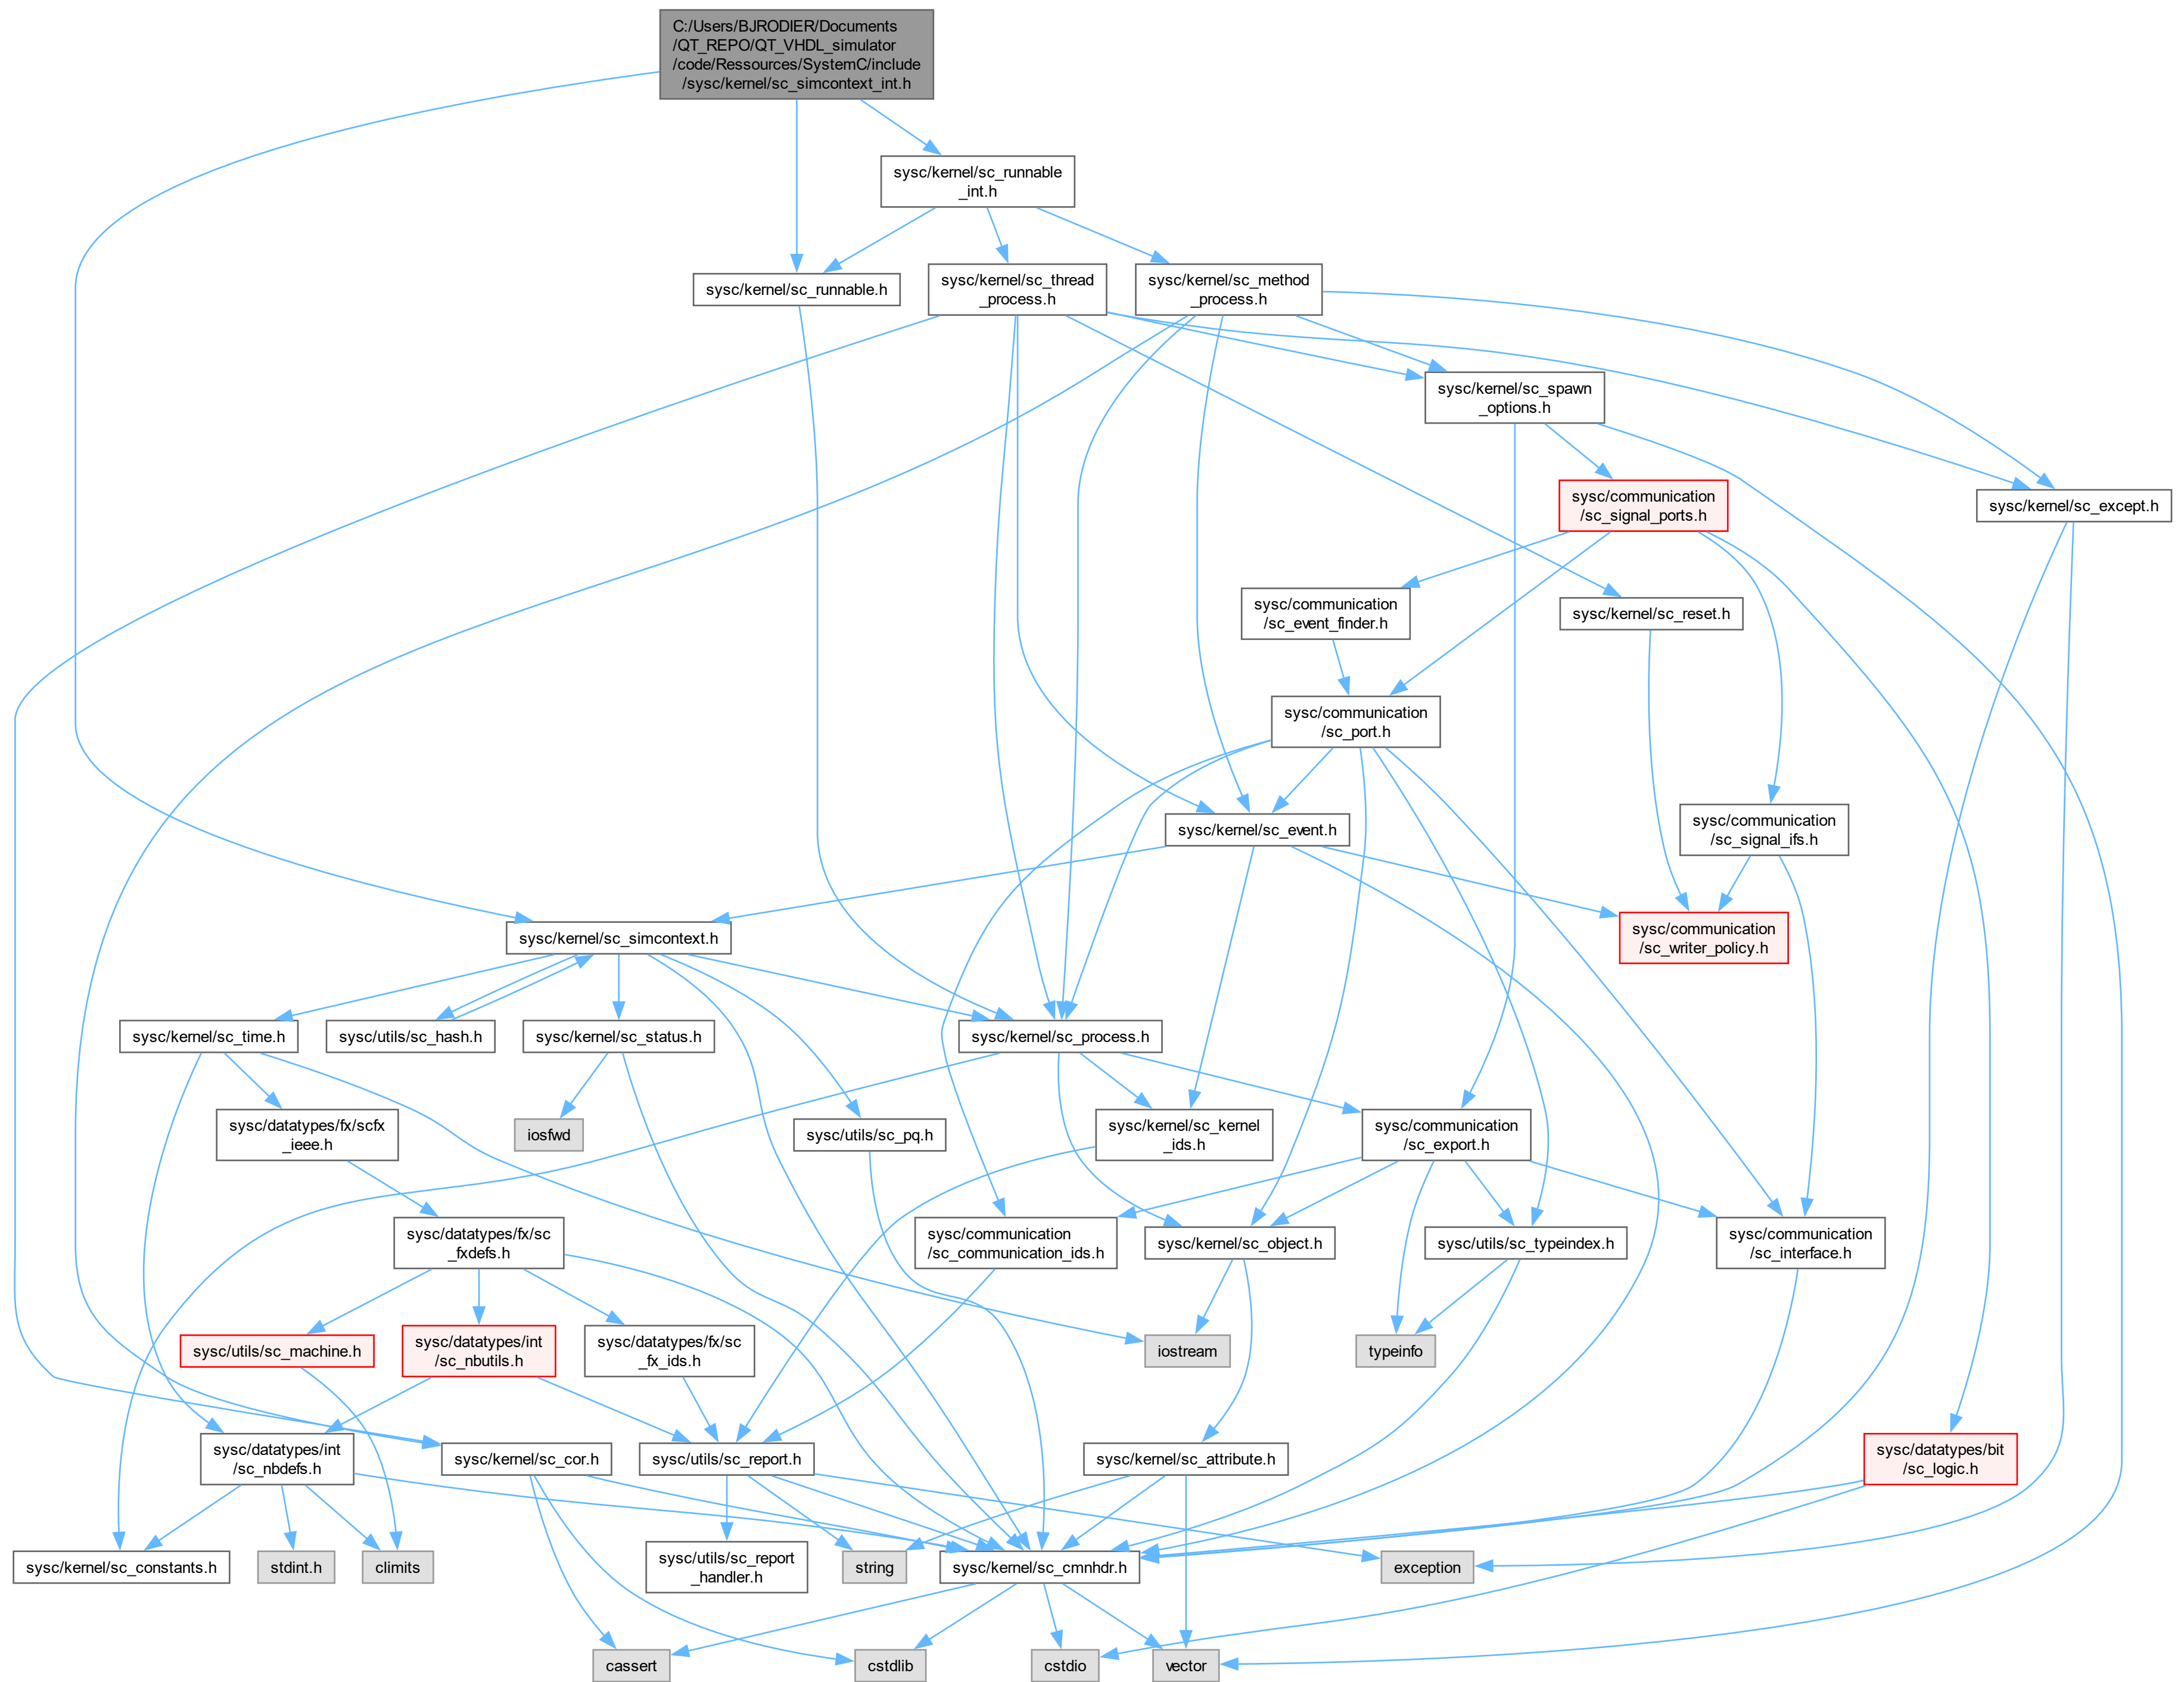 C:/Users/BJRODIER/Documents
/QT_REPO/QT_VHDL_simulator
/code/Ressources/SystemC/include
/sysc/kernel/sc_simcontext_int.h
sysc/kernel/sc_runnable
_int.h
sysc/kernel/sc_runnable.h
sysc/kernel/sc_thread
_process.h
sysc/kernel/sc_method
_process.h
sysc/kernel/sc_spawn
_options.h
sysc/communication
/sc_signal_ports.h
sysc/kernel/sc_except.h
sysc/communication
/sc_event_finder.h
sysc/kernel/sc_reset.h
sysc/communication
/sc_port.h
sysc/kernel/sc_event.h
sysc/communication
/sc_signal_ifs.h
sysc/kernel/sc_simcontext.h
sysc/communication
/sc_writer_policy.h
sysc/kernel/sc_time.h
sysc/utils/sc_hash.h
sysc/kernel/sc_status.h
sysc/kernel/sc_process.h
sysc/datatypes/fx/scfx
_ieee.h
iosfwd
sysc/utils/sc_pq.h
sysc/kernel/sc_kernel
_ids.h
sysc/communication
/sc_export.h
sysc/datatypes/fx/sc
_fxdefs.h
sysc/communication
/sc_communication_ids.h
sysc/kernel/sc_object.h
sysc/utils/sc_typeindex.h
sysc/communication
/sc_interface.h
sysc/utils/sc_machine.h
sysc/datatypes/int
/sc_nbutils.h
sysc/datatypes/fx/sc
_fx_ids.h
iostream
typeinfo
sysc/datatypes/int
/sc_nbdefs.h
sysc/kernel/sc_cor.h
sysc/utils/sc_report.h
sysc/kernel/sc_attribute.h
sysc/datatypes/bit
/sc_logic.h
sysc/kernel/sc_constants.h
stdint.h
climits
sysc/utils/sc_report
_handler.h
string
sysc/kernel/sc_cmnhdr.h
exception
cassert
cstdlib
cstdio
vector